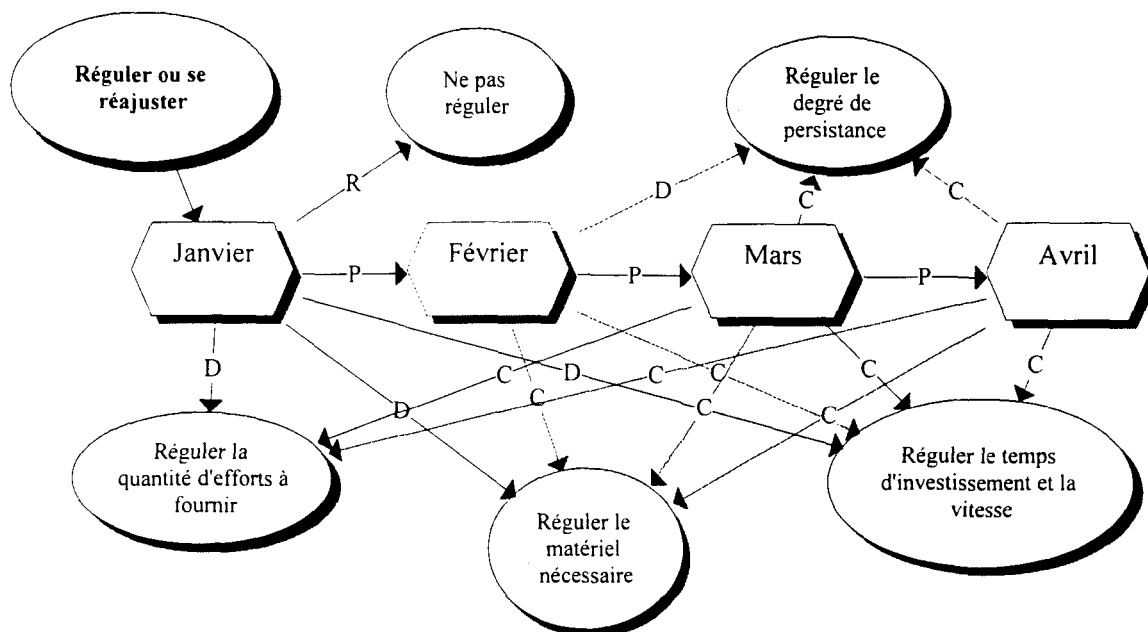 Réguler ou se
réajuster
Ne pas
réguler
Réguler le
degré de
persistance
R
D
C
C
Janvier
P
Février
P
Mars
P
Avril
D
D
C
C
D
C
C
C
C
C
C
Réguler la
quantité d'efforts à
fournir
Réguler le
matériel
nécessaire
Réguler le temps
d'investissement et la
vitesse